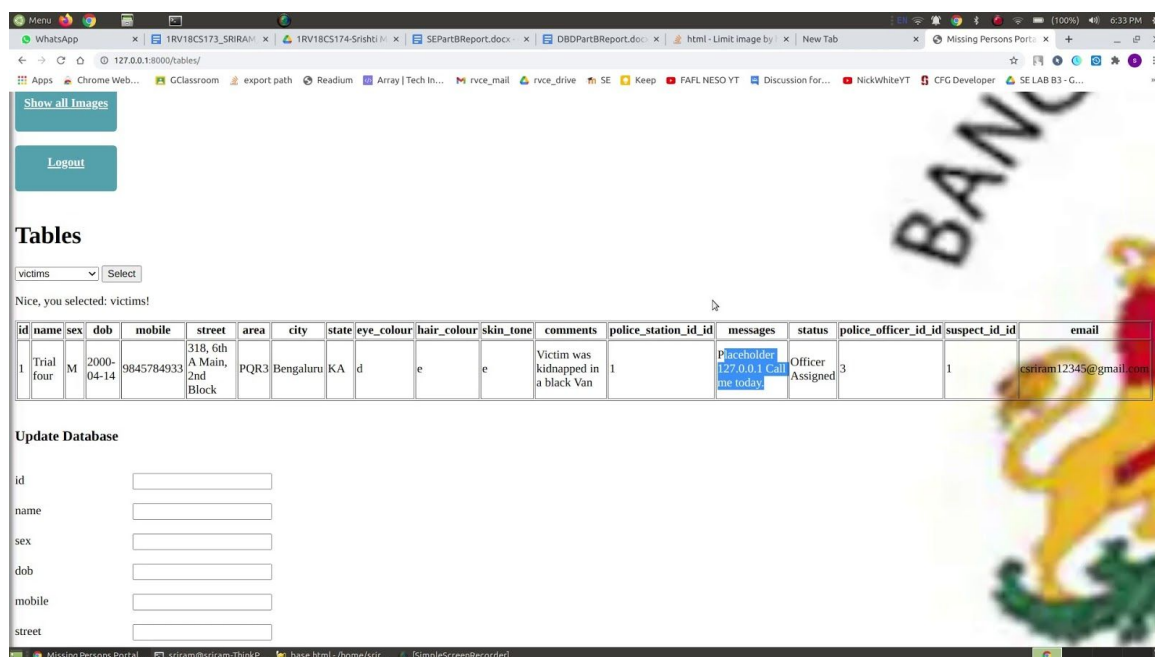 Menu
EN (100%) 6:33 PM
WhatsApp × 1RV18CS173_SRIRAM × 1RV18CS174-Srishti M × SEPartBReport.docx - × DBDPartBReport.doc × html - Limit image by × New Tab × Missing Persons Porta × +
127.0.0.1:8000/tables/
Apps Chrome Web... GClassroom export path Readium Array | Tech In... rvce_mail rvce_drive SE Keep FAFL NESO YT Discussion for... NickWhiteYT CFG Developer SE LAB B3 - G...
Show all Images
Logout
BANG
Tables
victims Select
Nice, you selected: victims!
id name sex dob mobile street area city state eye_colour hair_colour skin_tone comments police_station_id_id messages status police_officer_id_id suspect_id_id email
1 Trial four M 2000-04-14 9845784933 318, 6th A Main, 2nd Block PQR3 Bengaluru KA d e e Victim was kidnapped in a black Van 1 Placeholder 127.0.0.1 Call me today. Officer Assigned 3 1 csriram12345@gmail.com
Update Database
id
name
sex
dob
mobile
street
Missing Persons Portal sriram@sriram-ThinkP base.html - /home/srir [SimpleScreenRecorder]